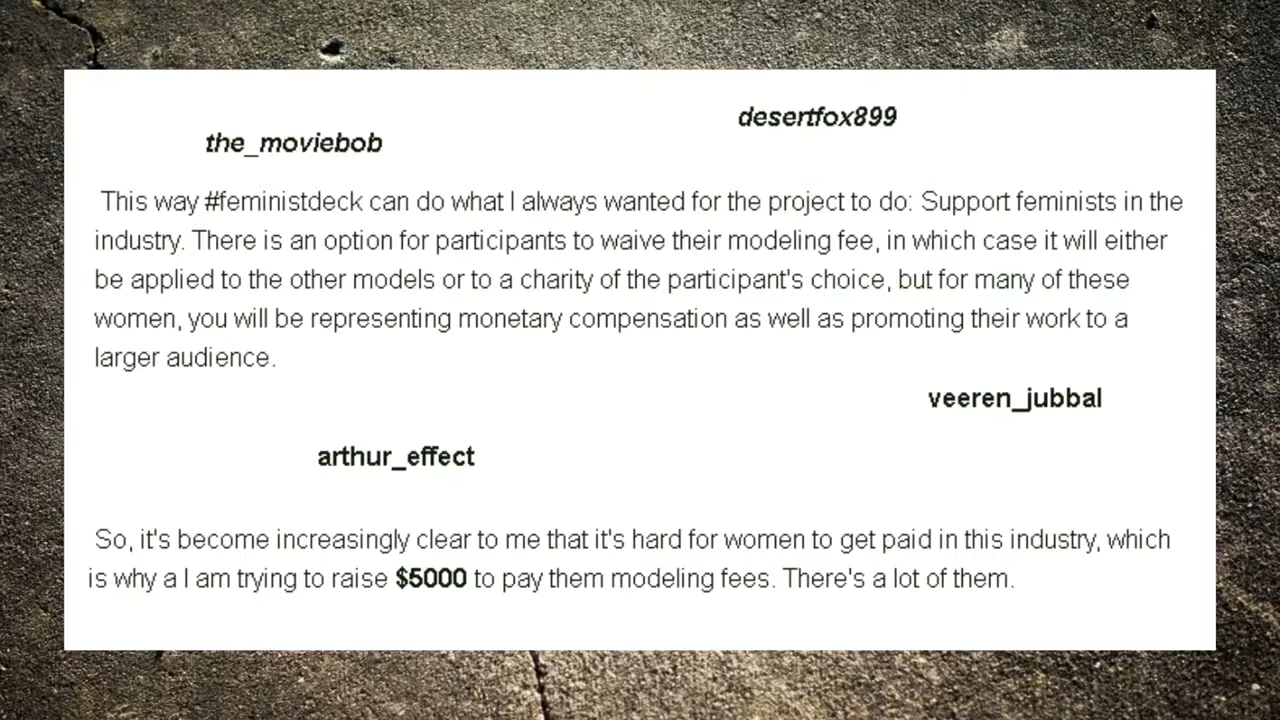 desertfox899
the_moviebob
This way #feministdeck can do what I always wanted for the project to do: Support feminists in the
industry. There is an option for participants to waive their modeling fee, in which case it will either
be applied to the other models or to a charity of the participant's choice, but for many of these
women, you will be representing monetary compensation as well as promoting their work to a
larger audience.
veeren_jubbal
arthur_effect
So, it's become increasingly clear to me that it's hard for women to get paid in this industry, which
is why a I am trying to raise $5000 to pay them modeling fees. There's a lot of them.